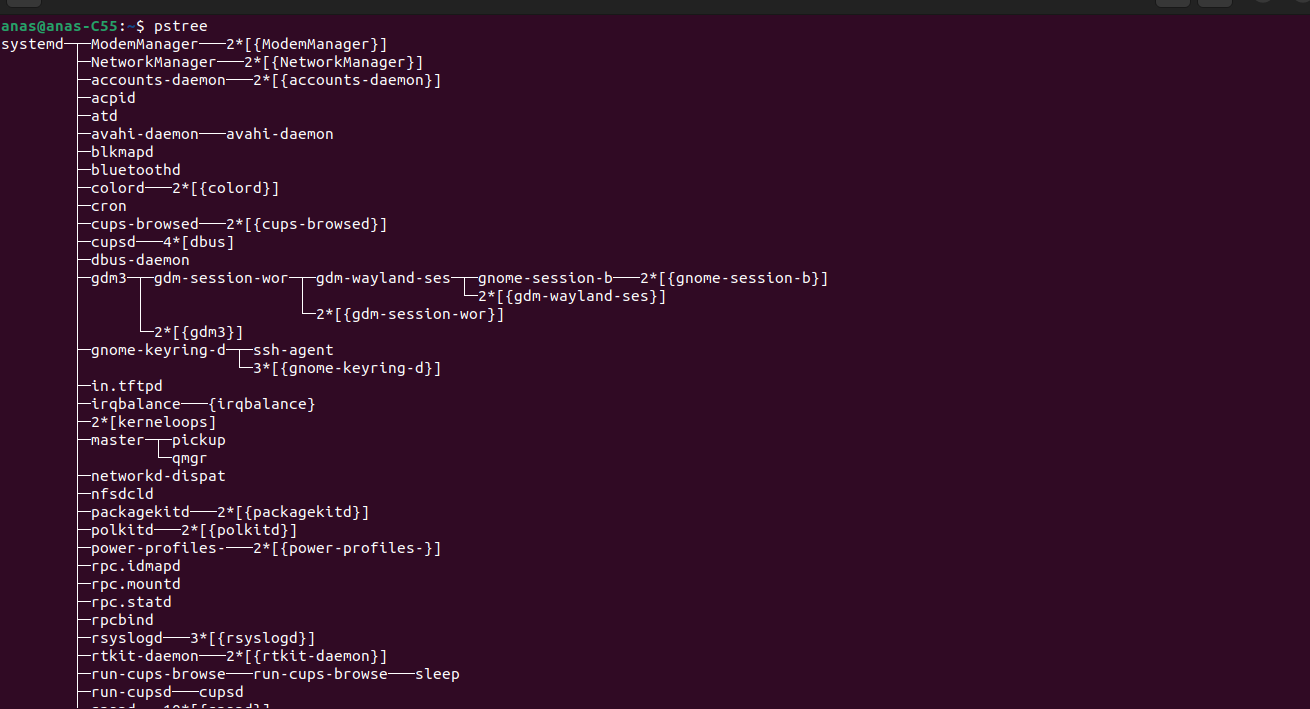 anas@anas-C55:~$ pstree
systemd─┬─ModemManager───2*[{ModemManager}]
        ├─NetworkManager───2*[{NetworkManager}]
        ├─accounts-daemon───2*[{accounts-daemon}]
        ├─acpid
        ├─atd
        ├─avahi-daemon───avahi-daemon
        ├─blkmapd
        ├─bluetoothd
        ├─colord───2*[{colord}]
        ├─cron
        ├─cups-browsed───2*[{cups-browsed}]
        ├─cupsd───4*[dbus]
        ├─dbus-daemon
        ├─gdm3─┬─gdm-session-wor─┬─gdm-wayland-ses─┬─gnome-session-b───2*[{gnome-session-b}]
        │      │                 │                 └─2*[{gdm-wayland-ses}]
        │      │                 └─2*[{gdm-session-wor}]
        │      └─2*[{gdm3}]
        ├─gnome-keyring-d─┬─ssh-agent
        │                 └─3*[{gnome-keyring-d}]
        ├─in.tftpd
        ├─irqbalance───{irqbalance}
        ├─2*[kerneloops]
        ├─master─┬─pickup
        │        └─qmgr
        ├─networkd-dispat
        ├─nfsdcld
        ├─packagekitd───2*[{packagekitd}]
        ├─polkitd───2*[{polkitd}]
        ├─power-profiles-───2*[{power-profiles-}]
        ├─rpc.idmapd
        ├─rpc.mountd
        ├─rpc.statd
        ├─rpcbind
        ├─rsyslogd───3*[{rsyslogd}]
        ├─rtkit-daemon───2*[{rtkit-daemon}]
        ├─run-cups-browse───run-cups-browse───sleep
        ├─run-cupsd───cupsd